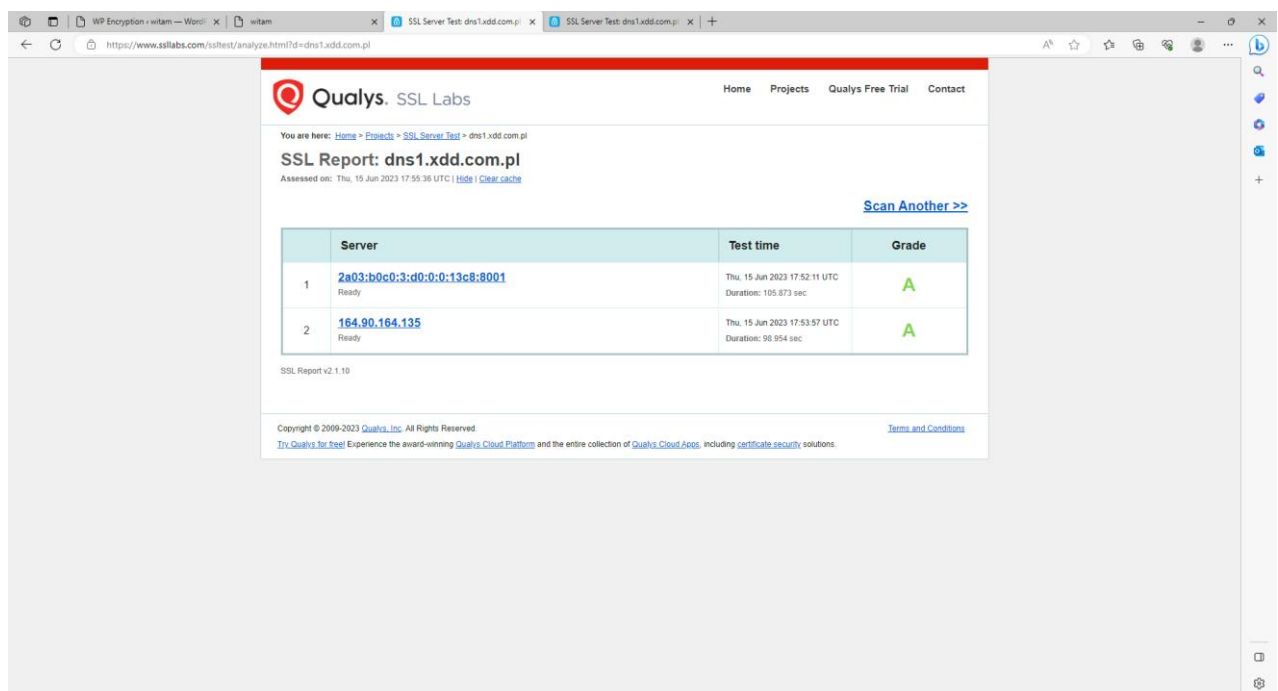 WP Encryption ‹ witam — WordP
witam
SSL Server Test: dns1.xdd.com.pl
SSL Server Test: dns1.xdd.com.pl
https://www.ssllabs.com/ssltest/analyze.html?d=dns1.xdd.com.pl
Qualys. SSL Labs
Home Projects Qualys Free Trial Contact
You are here: Home > Projects > SSL Server Test > dns1.xdd.com.pl
SSL Report: dns1.xdd.com.pl
Assessed on: Thu, 15 Jun 2023 17:55:36 UTC | Hide | Clear cache
Scan Another >>
Server Test time Grade
1 2a03:b0c0:3:d0:0:0:13c8:8001 Thu, 15 Jun 2023 17:52:11 UTC A
Ready Duration: 105.873 sec
2 164.90.164.135 Thu, 15 Jun 2023 17:53:57 UTC A
Ready Duration: 98.954 sec
SSL Report v2.1.10
Copyright © 2009-2023 Qualys, Inc. All Rights Reserved. Terms and Conditions
Try Qualys for free! Experience the award-winning Qualys Cloud Platform and the entire collection of Qualys Cloud Apps, including certificate security solutions.